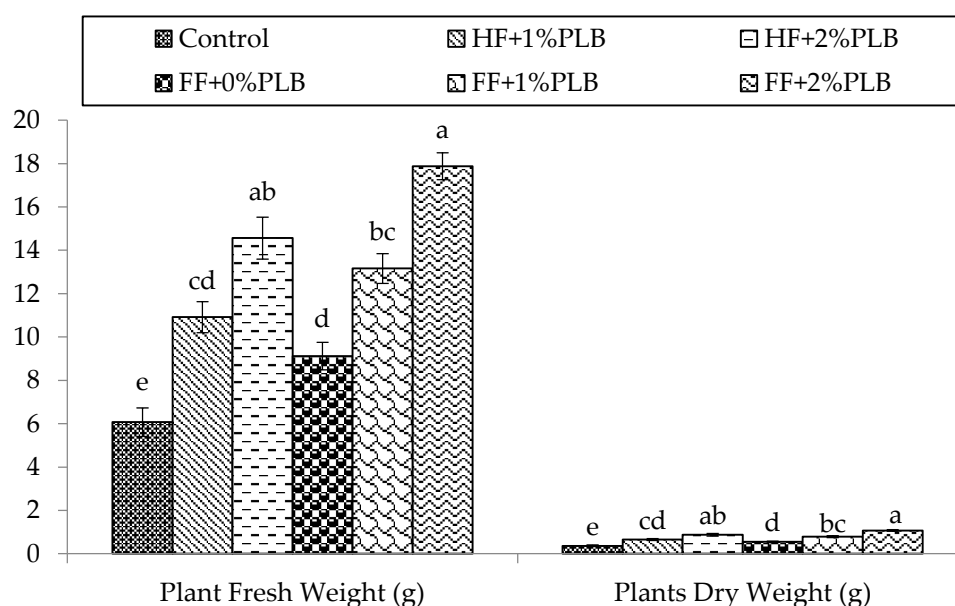 Control HF+1%PLB HF+2%PLB
FF+0%PLB FF+1%PLB FF+2%PLB
20
18
16
14
12
10
8
6
4
2
0
e cd ab d bc a
e cd ab d bc a
Plant Fresh Weight (g) Plants Dry Weight (g)